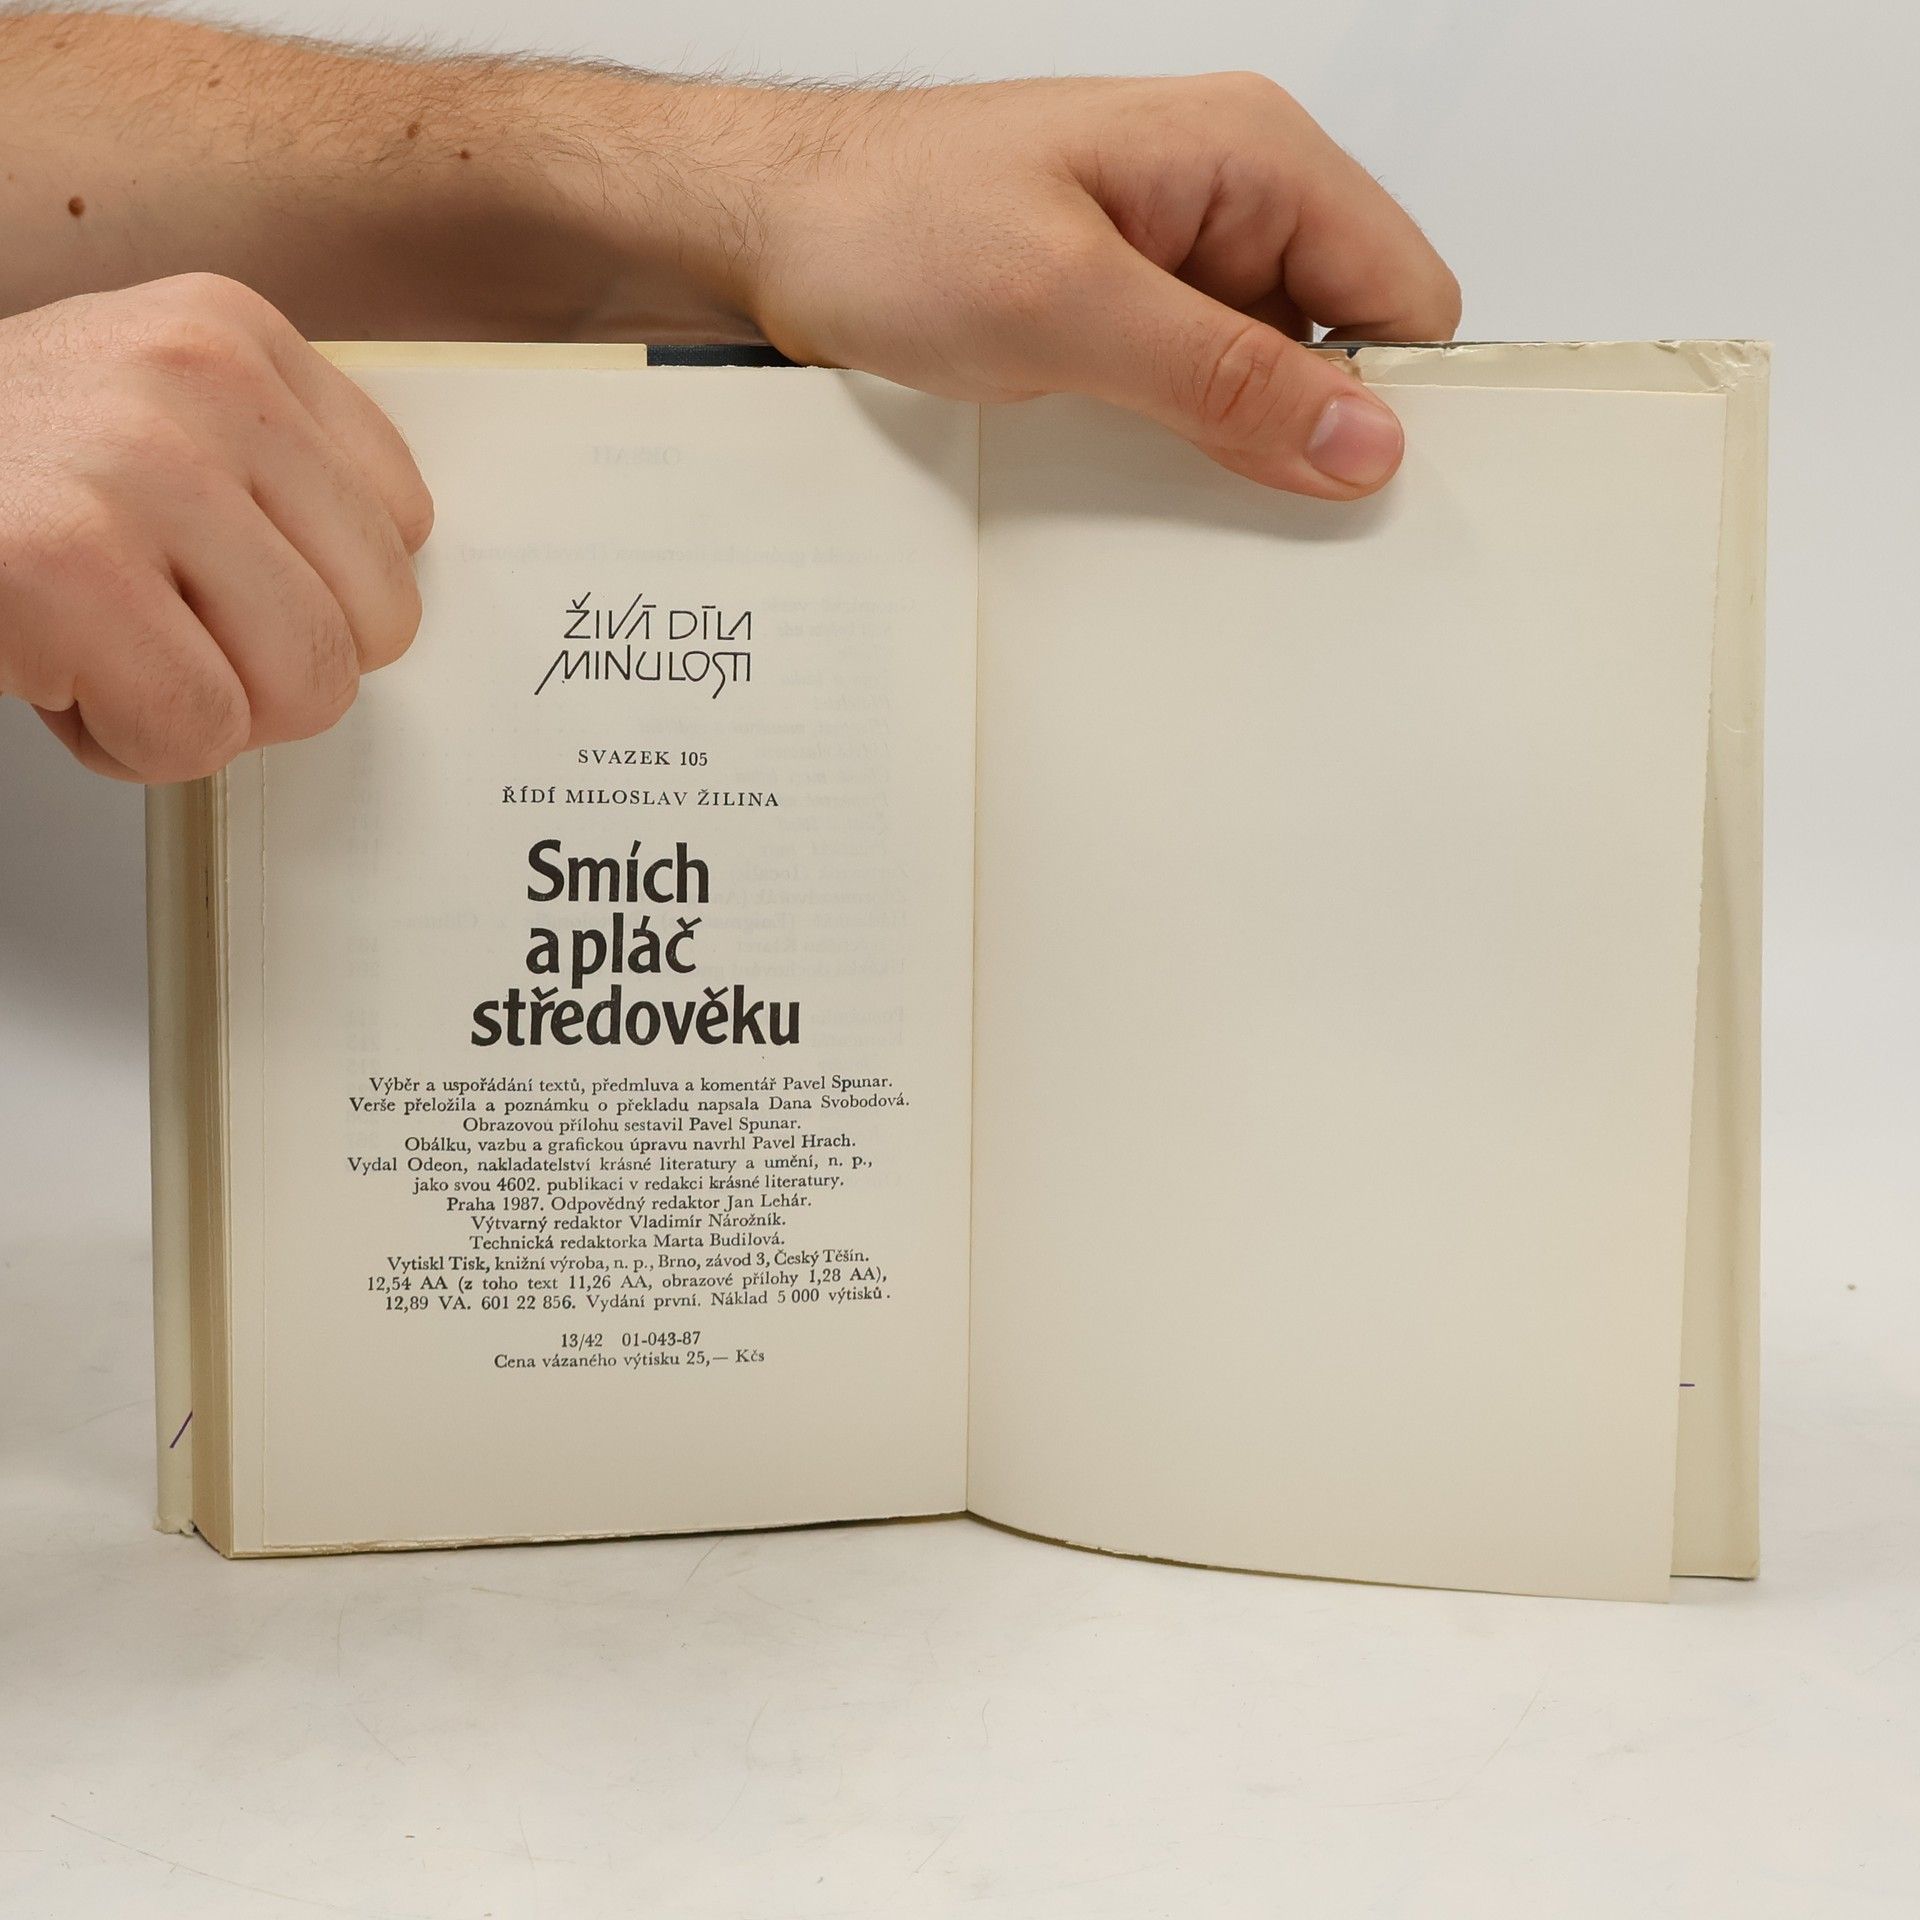 ŽIVÁ DÍLA
MINULOSTI
SVAZEK 105
ŘÍDÍ MILOSLAV ŽILINA
Smích
a pláč
středověku
Výběr a uspořádání textů, předmluva a komentář Pavel Spunar.
Verše přeložila a poznámku o překladu napsala Dana Svobodová.
Obrazovou přílohu sestavil Pavel Spunar.
Obálku, vazbu a grafickou úpravu navrhl Pavel Hrach.
Vydal Odeon, nakladatelství krásné literatury a umění, n. p.,
jako svou 4602. publikaci v redakci krásné literatury.
Praha 1987. Odpovědný redaktor Jan Lehár.
Výtvarný redaktor Vladimír Nárožník.
Technická redaktorka Marta Budilová.
Vytiskl Tisk, knižní výroba, n. p., Brno, závod 3, Český Těšín.
12,54 AA (z toho text 11,26 AA, obrazové přílohy 1,28 AA),
12,89 VA. 601 22 856. Vydání první. Náklad 5 000 výtisků.
13/42 01-043-87
Cena vázaného výtisku 25,— Kčs